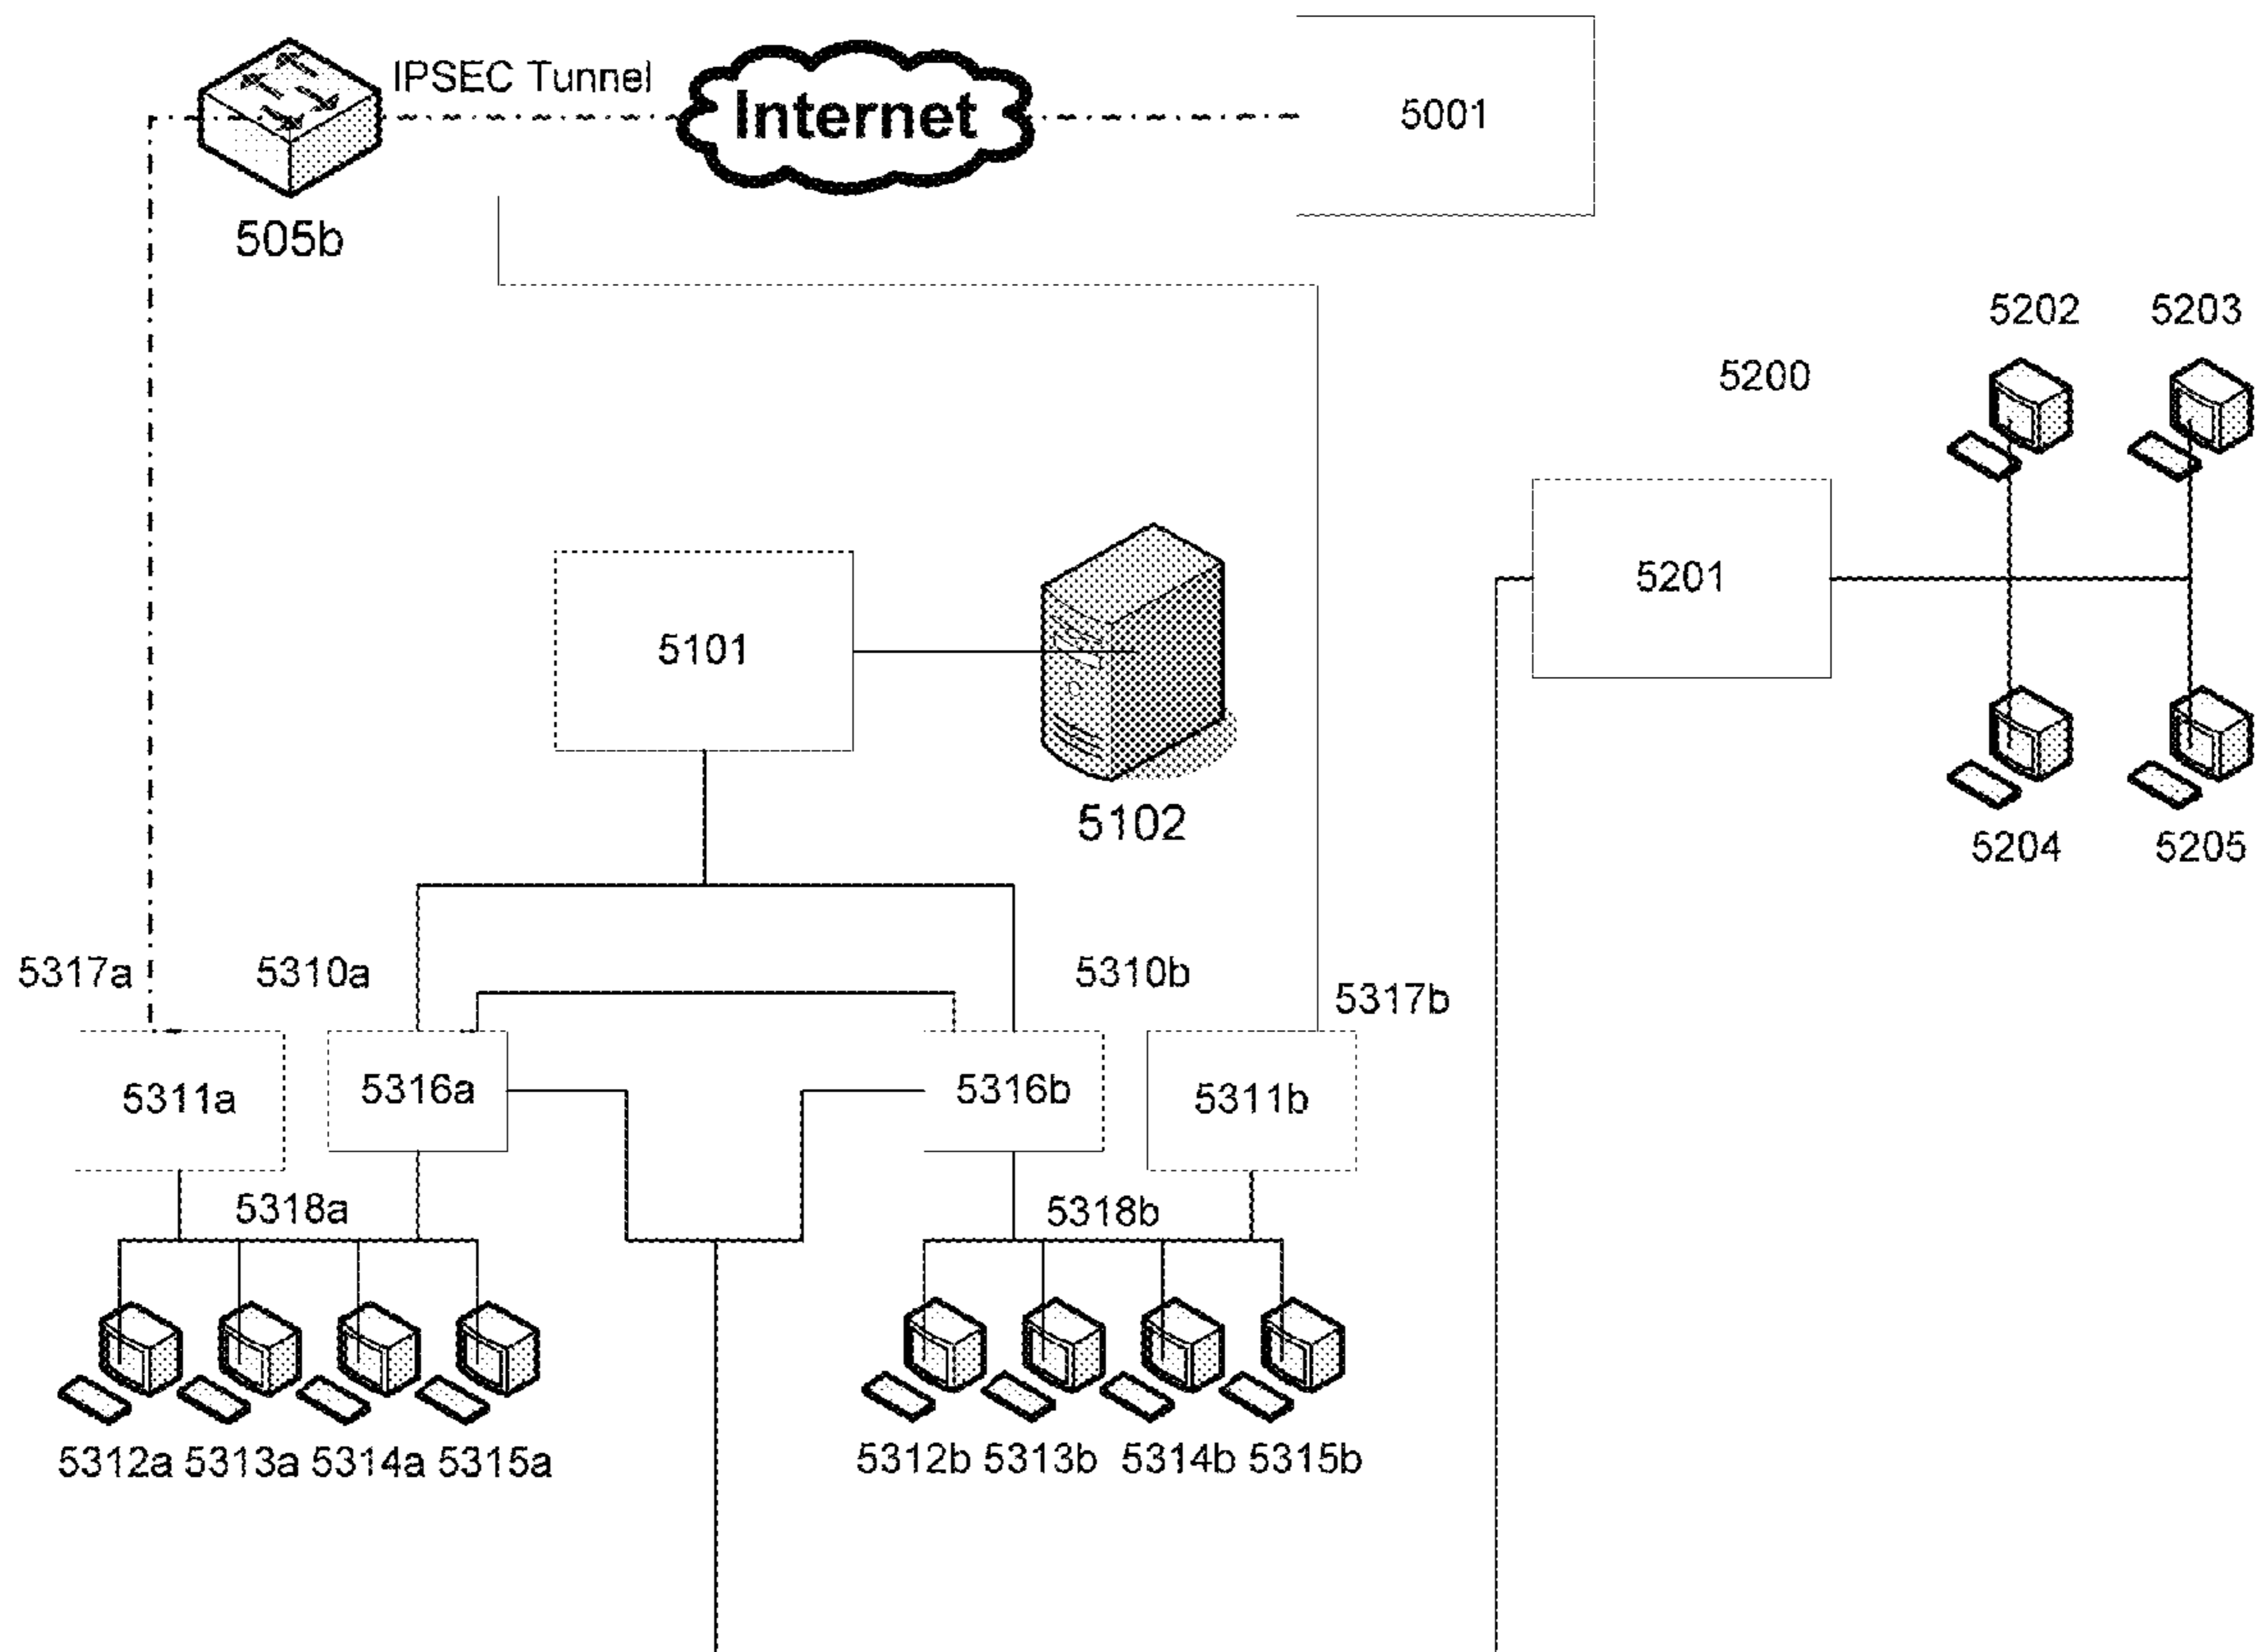 IPSEC Tunnel
Internet
5001
505b
5202
5203
5200
5201
5101
5102
5204
5205
5317a
5310a
5310b
5317b
5311a
5316a
5316b
5311b
5318a
5318b
5312a 5313a 5314a 5315a
5312b 5313b 5314b 5315b